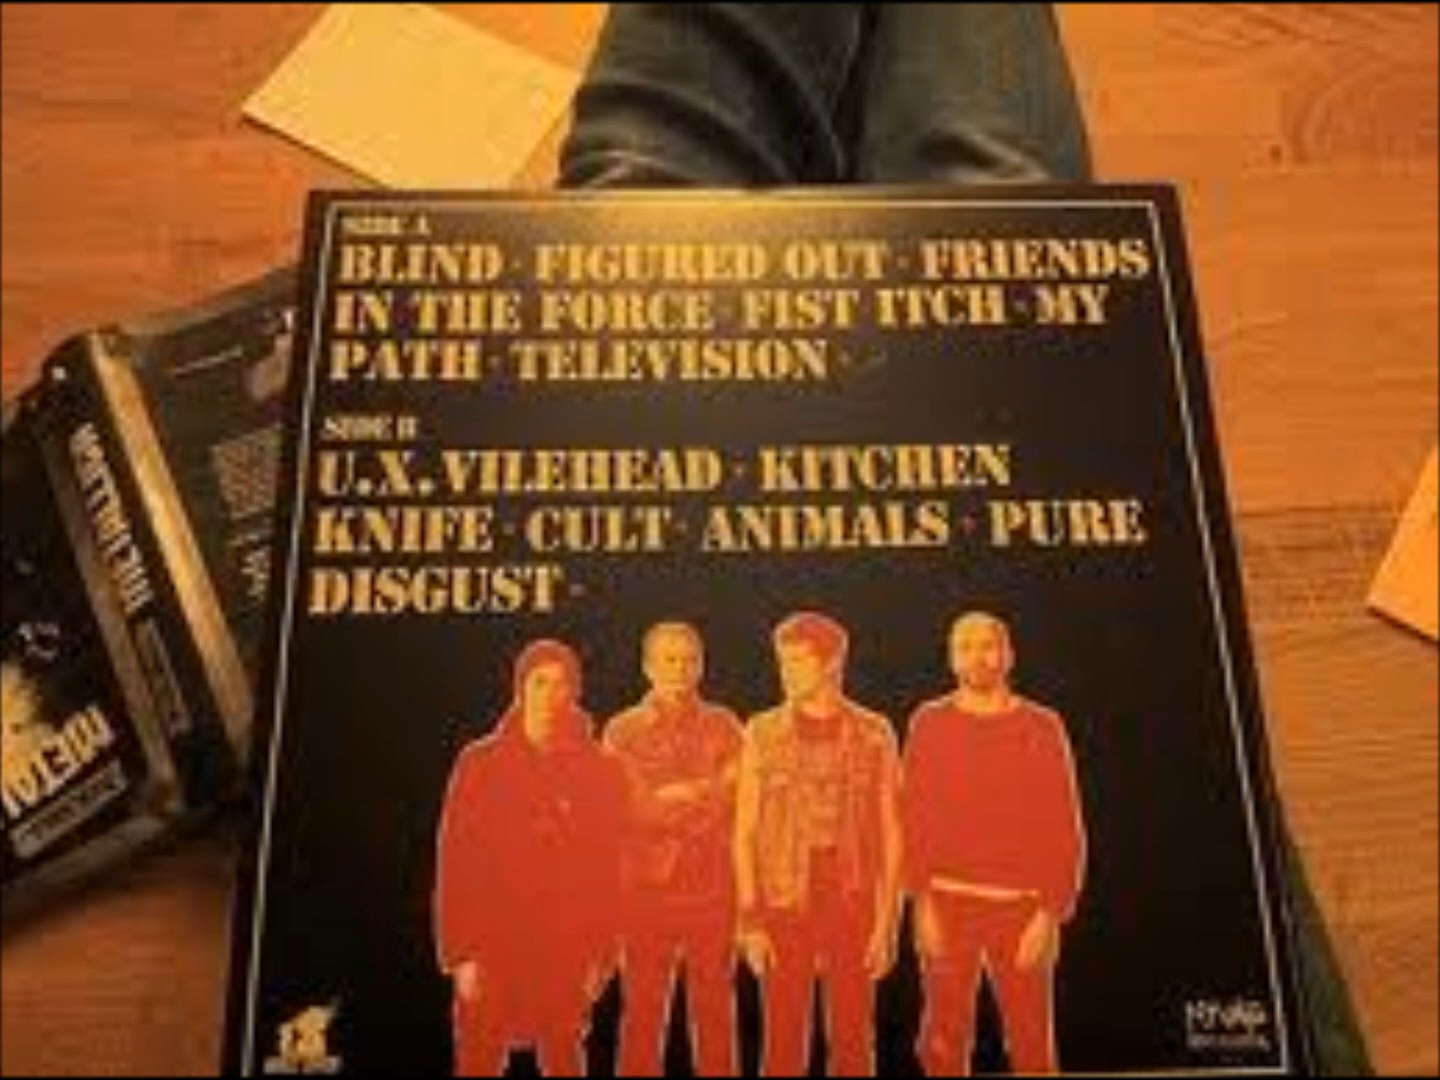 SIDE A
BLIND · FIGURED OUT · FRIENDS
IN THE FORCE · FIST ITCH · MY
PATH · TELEVISION ·
SIDE B
U.X. VILEHEAD · KITCHEN
KNIFE · CULT · ANIMALS · PURE
DISGUST ·